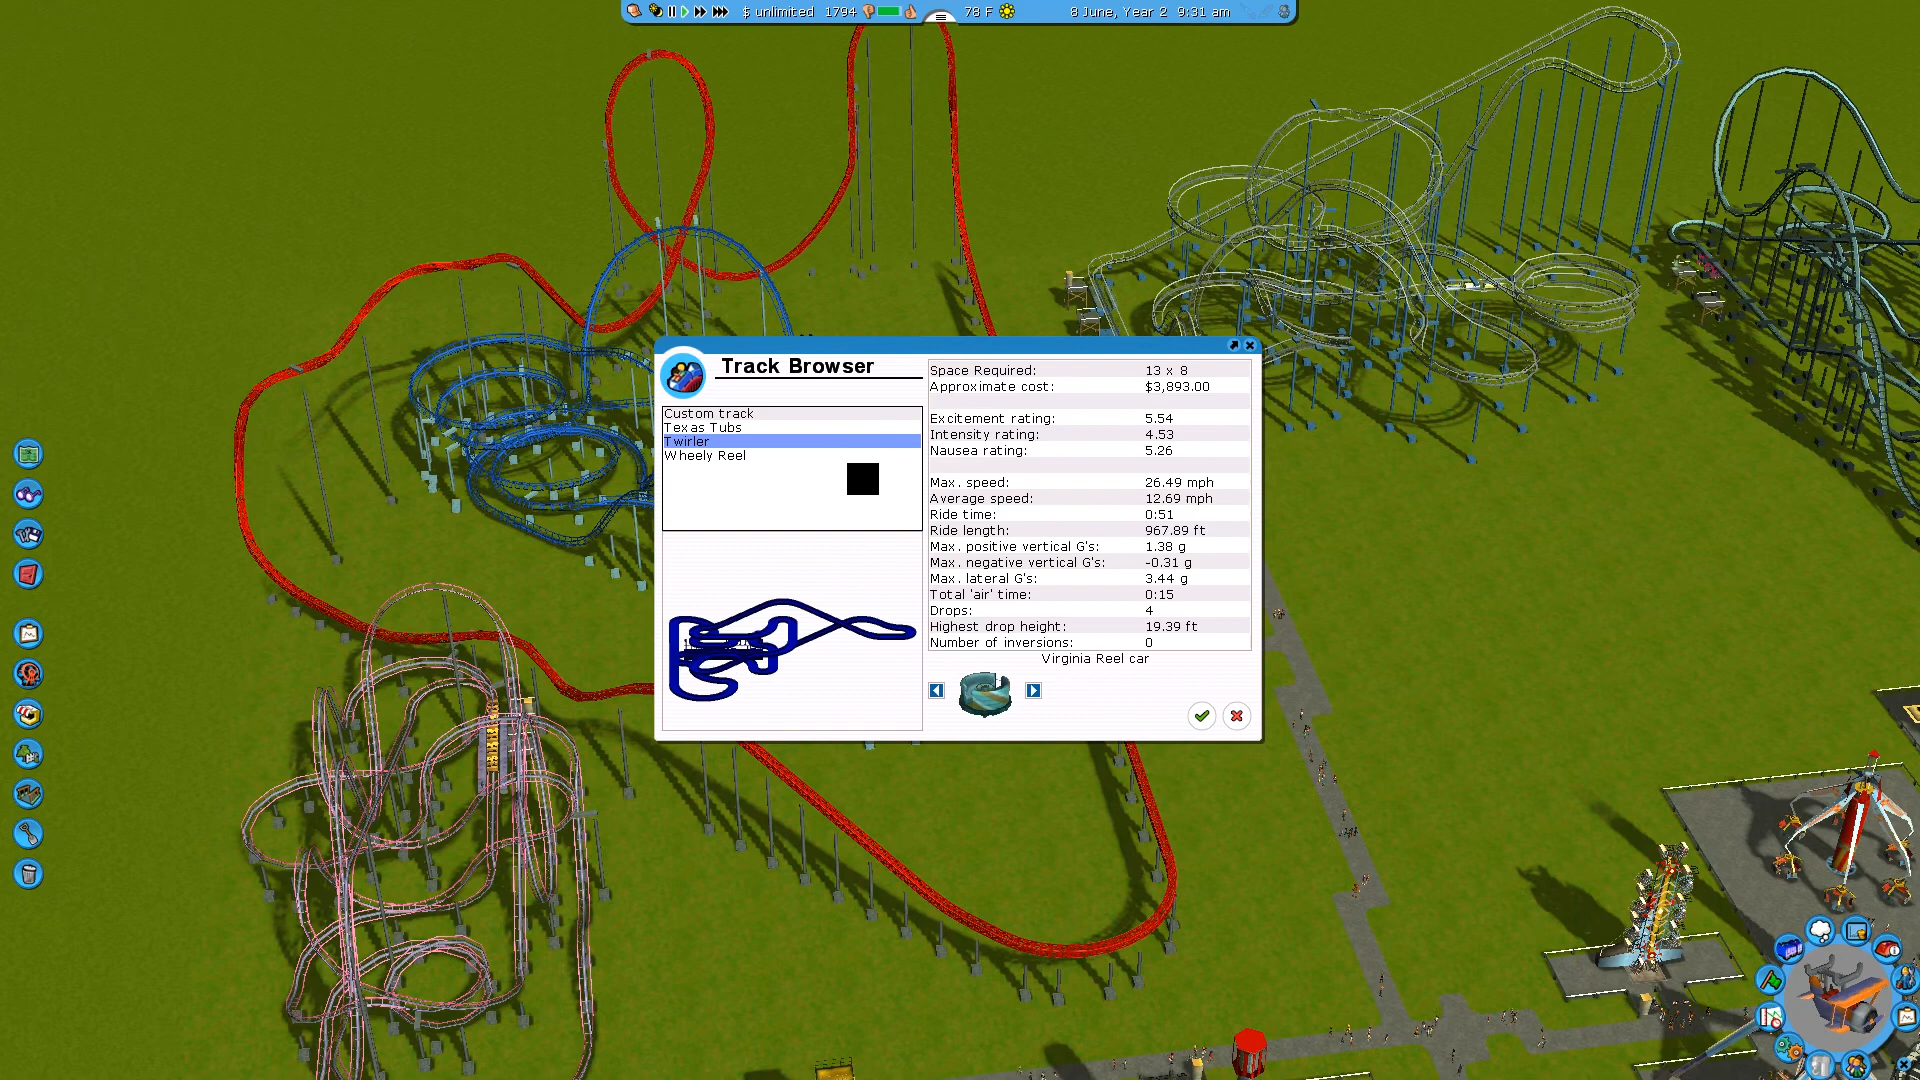 $ unlimited 1794 78 F 8 June, Year 2 9:31 am
Track Browser
Custom track
Texas Tubs
Twirler
Wheely Reel
Space Required: 13 x 8
Approximate cost: $3,893.00
Excitement rating: 5.54
Intensity rating: 4.53
Nausea rating: 5.26
Max. speed: 26.49 mph
Average speed: 12.69 mph
Ride time: 0:51
Ride length: 967.89 ft
Max. positive vertical G's: 1.38 g
Max. negative vertical G's: -0.31 g
Max. lateral G's: 3.44 g
Total 'air' time: 0:15
Drops: 4
Highest drop height: 19.39 ft
Number of inversions: 0
Virginia Reel car